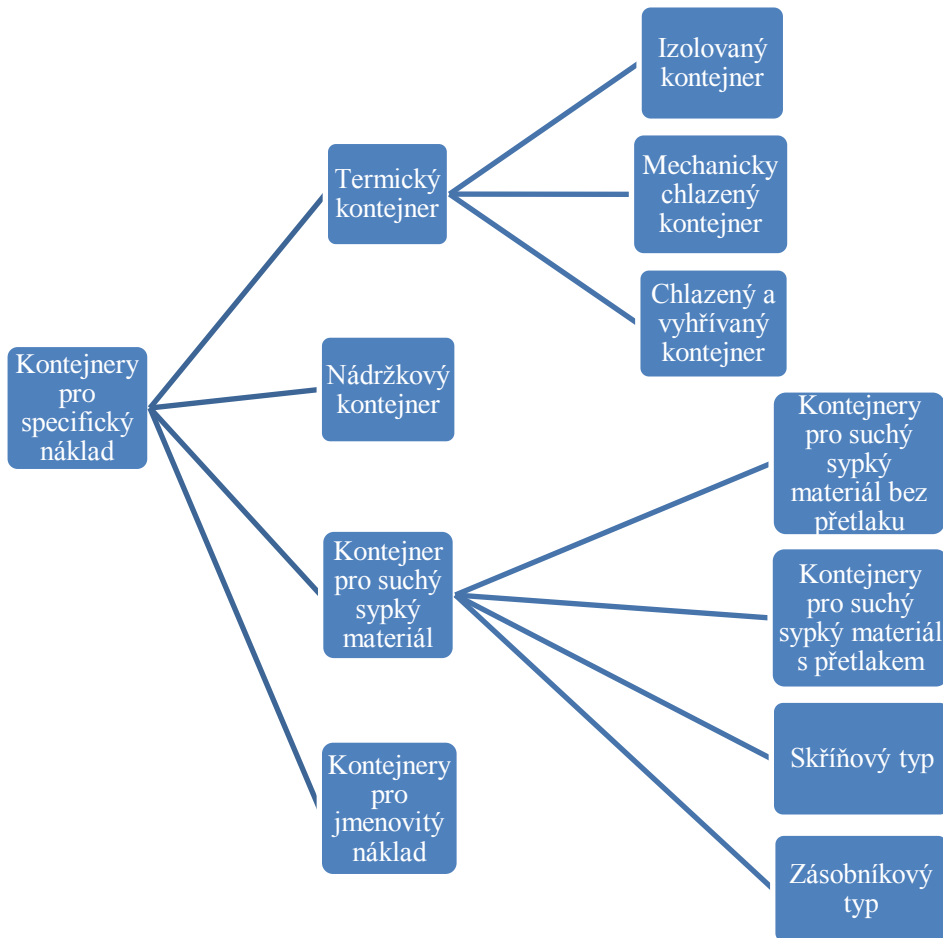 Izolovaný
kontejner
Termický
kontejner
Mechanicky
chlazený
kontejner
Chlazený a
vyhřívaný
kontejner
Kontejnery
pro
specifický
náklad
Nádržkový
kontejner
Kontejner
pro suchý
sypký
materiál
Kontejnery
pro suchý
sypký
materiál bez
přetlaku
Kontejnery
pro suchý
sypký materiál
s přetlakem
Skříňový typ
Zásobníkový
typ
Kontejnery
pro
jmenovitý
náklad